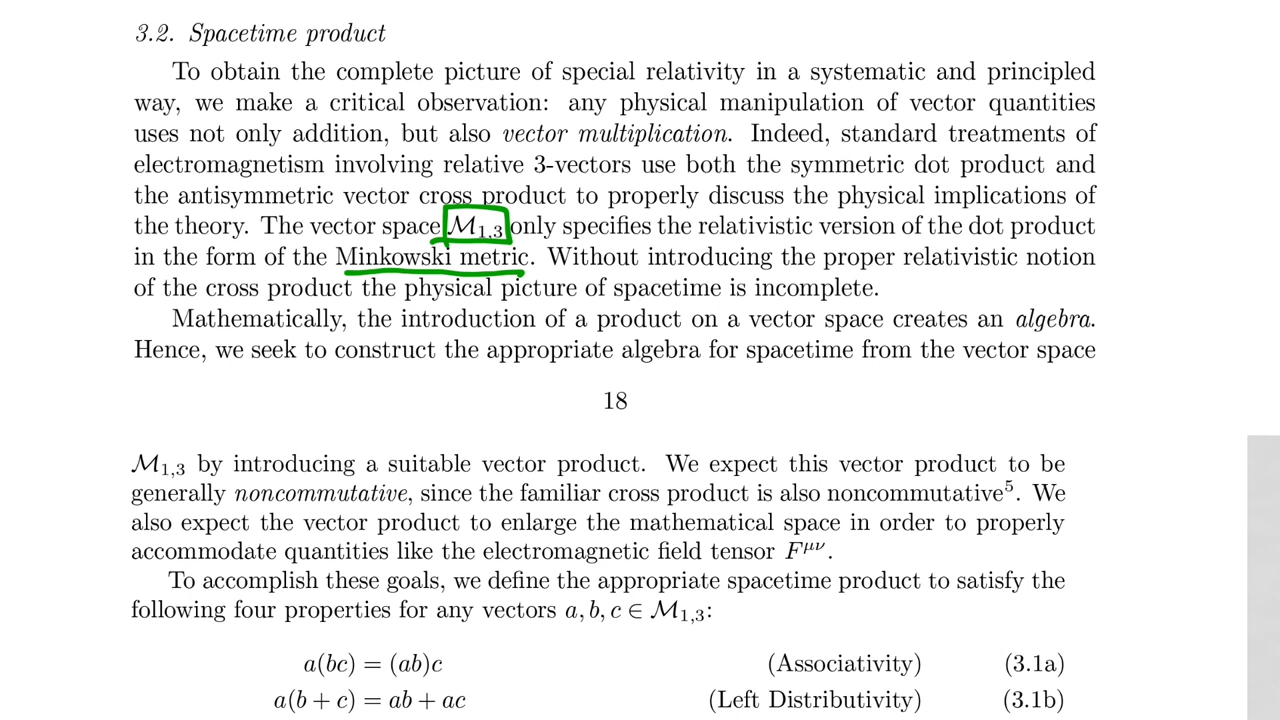 3.2. Spacetime product
To obtain the complete picture of special relativity in a systematic and principled
way, we make a critical observation: any physical manipulation of vector quantities
uses not only addition, but also vector multiplication. Indeed, standard treatments of
electromagnetism involving relative 3-vectors use both the symmetric dot product and
the antisymmetric vector cross product to properly discuss the physical implications of
the theory. The vector space ℳ₁,₃ only specifies the relativistic version of the dot product
in the form of the Minkowski metric. Without introducing the proper relativistic notion
of the cross product the physical picture of spacetime is incomplete.
Mathematically, the introduction of a product on a vector space creates an algebra.
Hence, we seek to construct the appropriate algebra for spacetime from the vector space
18
ℳ₁,₃ by introducing a suitable vector product. We expect this vector product to be
generally noncommutative, since the familiar cross product is also noncommutative⁵. We
also expect the vector product to enlarge the mathematical space in order to properly
accommodate quantities like the electromagnetic field tensor F^μν.
To accomplish these goals, we define the appropriate spacetime product to satisfy the
following four properties for any vectors a, b, c ∈ ℳ₁,₃:
a(bc) = (ab)c (Associativity) (3.1a)
a(b + c) = ab + ac (Left Distributivity) (3.1b)